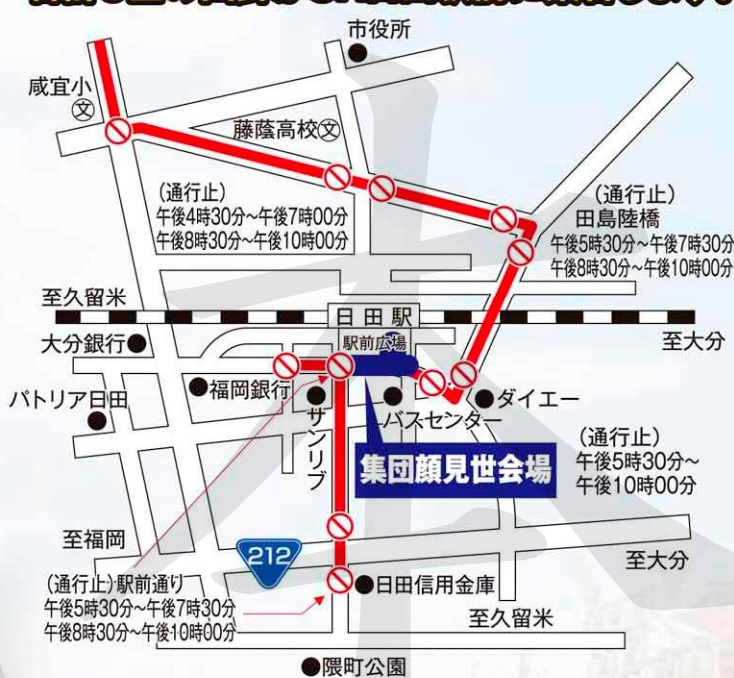 市役所
咸宜小
文
藤蔭高校文
(通行止)
午後4時30分〜午後7時00分
午後8時30分〜午後10時00分
(通行止)
田島陸橋
午後5時30分〜午後7時30分
午後8時30分〜午後10時00分
至久留米
日田駅
駅前広場
至大分
大分銀行
福岡銀行
パトリア日田
サンリブ
バスセンター
ダイエー
集団顔見世会場
(通行止)
午後5時30分〜
午後10時00分
至福岡
212
至大分
(通行止)駅前通り
午後5時30分〜午後7時30分
午後8時30分〜午後10時00分
日田信用金庫
至久留米
隈町公園